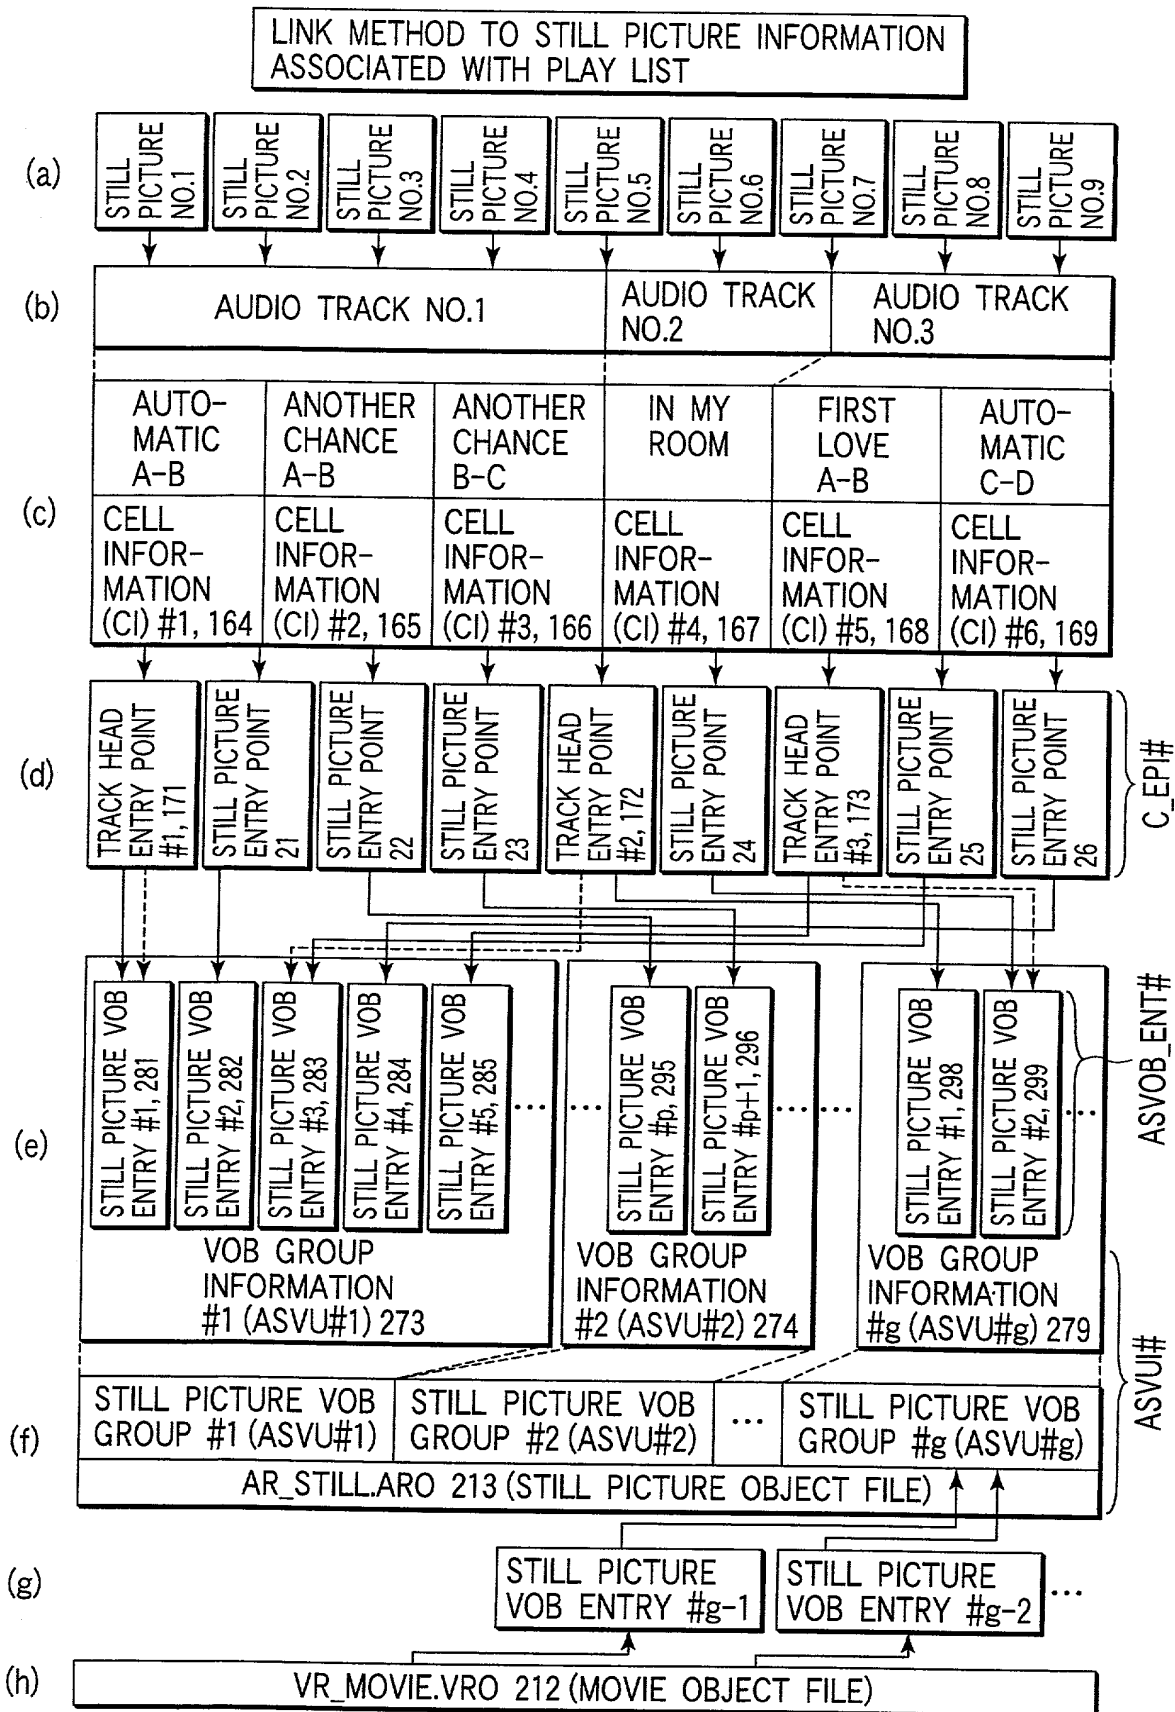 LINK METHOD TO STILL PICTURE INFORMATION
ASSOCIATED WITH PLAY LIST
(a)
STILL
PICTURE
NO.1
STILL
PICTURE
NO.2
STILL
PICTURE
NO.3
STILL
PICTURE
NO.4
STILL
PICTURE
NO.5
STILL
PICTURE
NO.6
STILL
PICTURE
NO.7
STILL
PICTURE
NO.8
STILL
PICTURE
NO.9
(b)
AUDIO TRACK NO.1
AUDIO TRACK
NO.2
AUDIO TRACK
NO.3
(c)
AUTO-
MATIC
A-B
ANOTHER
CHANCE
A-B
ANOTHER
CHANCE
B-C
IN MY
ROOM
FIRST
LOVE
A-B
AUTO-
MATIC
C-D
CELL
INFOR-
MATION
(CI) #1, 164
CELL
INFOR-
MATION
(CI) #2, 165
CELL
INFOR-
MATION
(CI) #3, 166
CELL
INFOR-
MATION
(CI) #4, 167
CELL
INFOR-
MATION
(CI) #5, 168
CELL
INFOR-
MATION
(CI) #6, 169
(d)
TRACK HEAD
ENTRY POINT
#1, 171
STILL PICTURE
ENTRY POINT
21
STILL PICTURE
ENTRY POINT
22
STILL PICTURE
ENTRY POINT
23
TRACK HEAD
ENTRY POINT
#2, 172
STILL PICTURE
ENTRY POINT
24
TRACK HEAD
ENTRY POINT
#3, 173
STILL PICTURE
ENTRY POINT
25
STILL PICTURE
ENTRY POINT
26
C_EPI#
(e)
STILL PICTURE VOB
ENTRY #1, 281
STILL PICTURE VOB
ENTRY #2, 282
STILL PICTURE VOB
ENTRY #3, 283
STILL PICTURE VOB
ENTRY #4, 284
STILL PICTURE VOB
ENTRY #5, 285
STILL PICTURE VOB
ENTRY #p, 295
STILL PICTURE VOB
ENTRY #p+1, 296
STILL PICTURE VOB
ENTRY #1, 298
STILL PICTURE VOB
ENTRY #2, 299
ASVOB_ENT#
VOB GROUP
INFORMATION
#1 (ASVU#1) 273
VOB GROUP
INFORMATION
#2 (ASVU#2) 274
VOB GROUP
INFORMATION
#g (ASVU#g) 279
ASVUI#
(f)
STILL PICTURE VOB
GROUP #1 (ASVU#1)
STILL PICTURE VOB
GROUP #2 (ASVU#2)
...
STILL PICTURE VOB
GROUP #g (ASVU#g)
AR_STILL.ARO 213 (STILL PICTURE OBJECT FILE)
(g)
STILL PICTURE
VOB ENTRY #g-1
STILL PICTURE
VOB ENTRY #g-2
...
(h)
VR_MOVIE.VRO 212 (MOVIE OBJECT FILE)